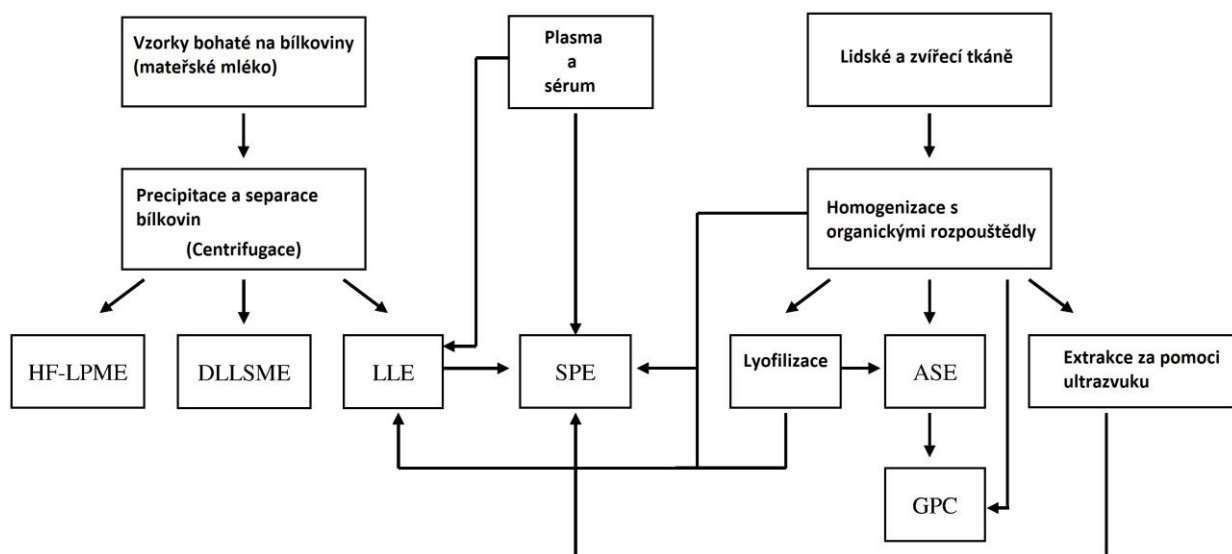 Vzorky bohaté na bílkoviny
(mateřské mléko)
Plasma
a
sérum
Lidské a zvířecí tkáně
Precipitace a separace
bílkovin
(Centrifugace)
Homogenizace s
organickými rozpouštědly
HF-LPME
DLLSME
LLE
SPE
Lyofilizace
ASE
Extrakce za pomoci
ultrazvuku
GPC